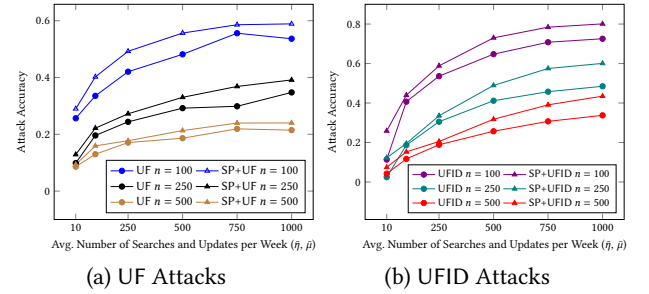 Attack Accuracy
0.6
0.4
0.2
0
UF n = 100 SP+UF n = 100
UF n = 250 SP+UF n = 250
UF n = 500 SP+UF n = 500
10 250 500 750 1000
Avg. Number of Searches and Updates per Week (η̄, μ̄)
(a) UF Attacks
Attack Accuracy
0.8
0.6
0.4
0.2
0
UFID n = 100 SP+UFID n = 100
UFID n = 250 SP+UFID n = 250
UFID n = 500 SP+UFID n = 500
10 250 500 750 1000
Avg. Number of Searches and Updates per Week (η̄, μ̄)
(b) UFID Attacks